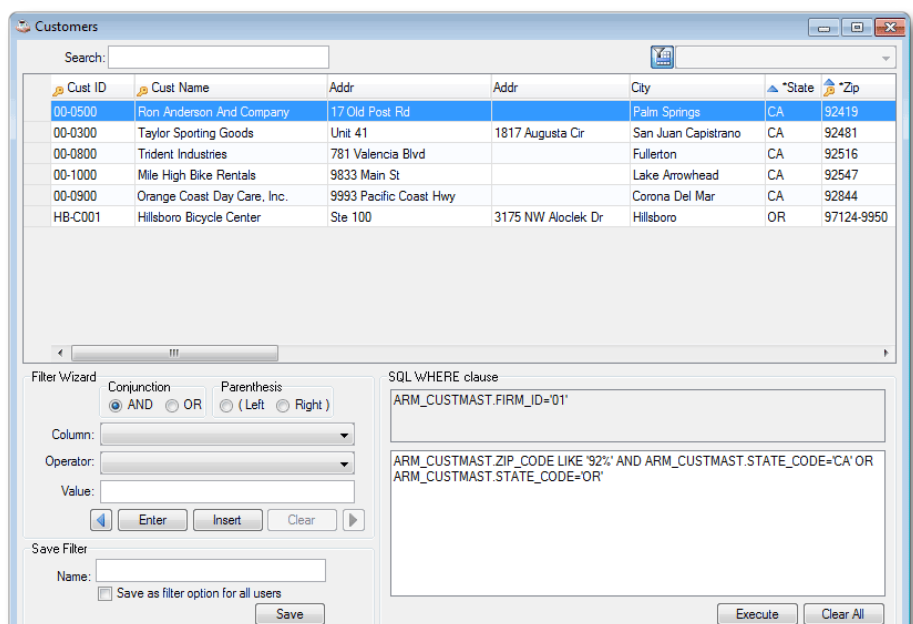 Customers
Search:
Cust ID Cust Name Addr Addr City *State *Zip
00-0500 Ron Anderson And Company 17 Old Post Rd Palm Springs CA 92419
00-0300 Taylor Sporting Goods Unit 41 1817 Augusta Cir San Juan Capistrano CA 92481
00-0800 Trident Industries 781 Valencia Blvd Fullerton CA 92516
00-1000 Mile High Bike Rentals 9833 Main St Lake Arrowhead CA 92547
00-0900 Orange Coast Day Care, Inc. 9993 Pacific Coast Hwy Corona Del Mar CA 92844
HB-C001 Hillsboro Bicycle Center Ste 100 3175 NW Aloclek Dr Hillsboro OR 97124-9950
Filter Wizard
Conjunction Parenthesis
AND OR ( Left Right )
Column:
Operator:
Value:
Enter Insert Clear
Save Filter
Name:
Save as filter option for all users
Save
SQL WHERE clause
ARM_CUSTMAST.FIRM_ID='01'
ARM_CUSTMAST.ZIP_CODE LIKE '92%' AND ARM_CUSTMAST.STATE_CODE='CA' OR
ARM_CUSTMAST.STATE_CODE='OR'
Execute Clear All